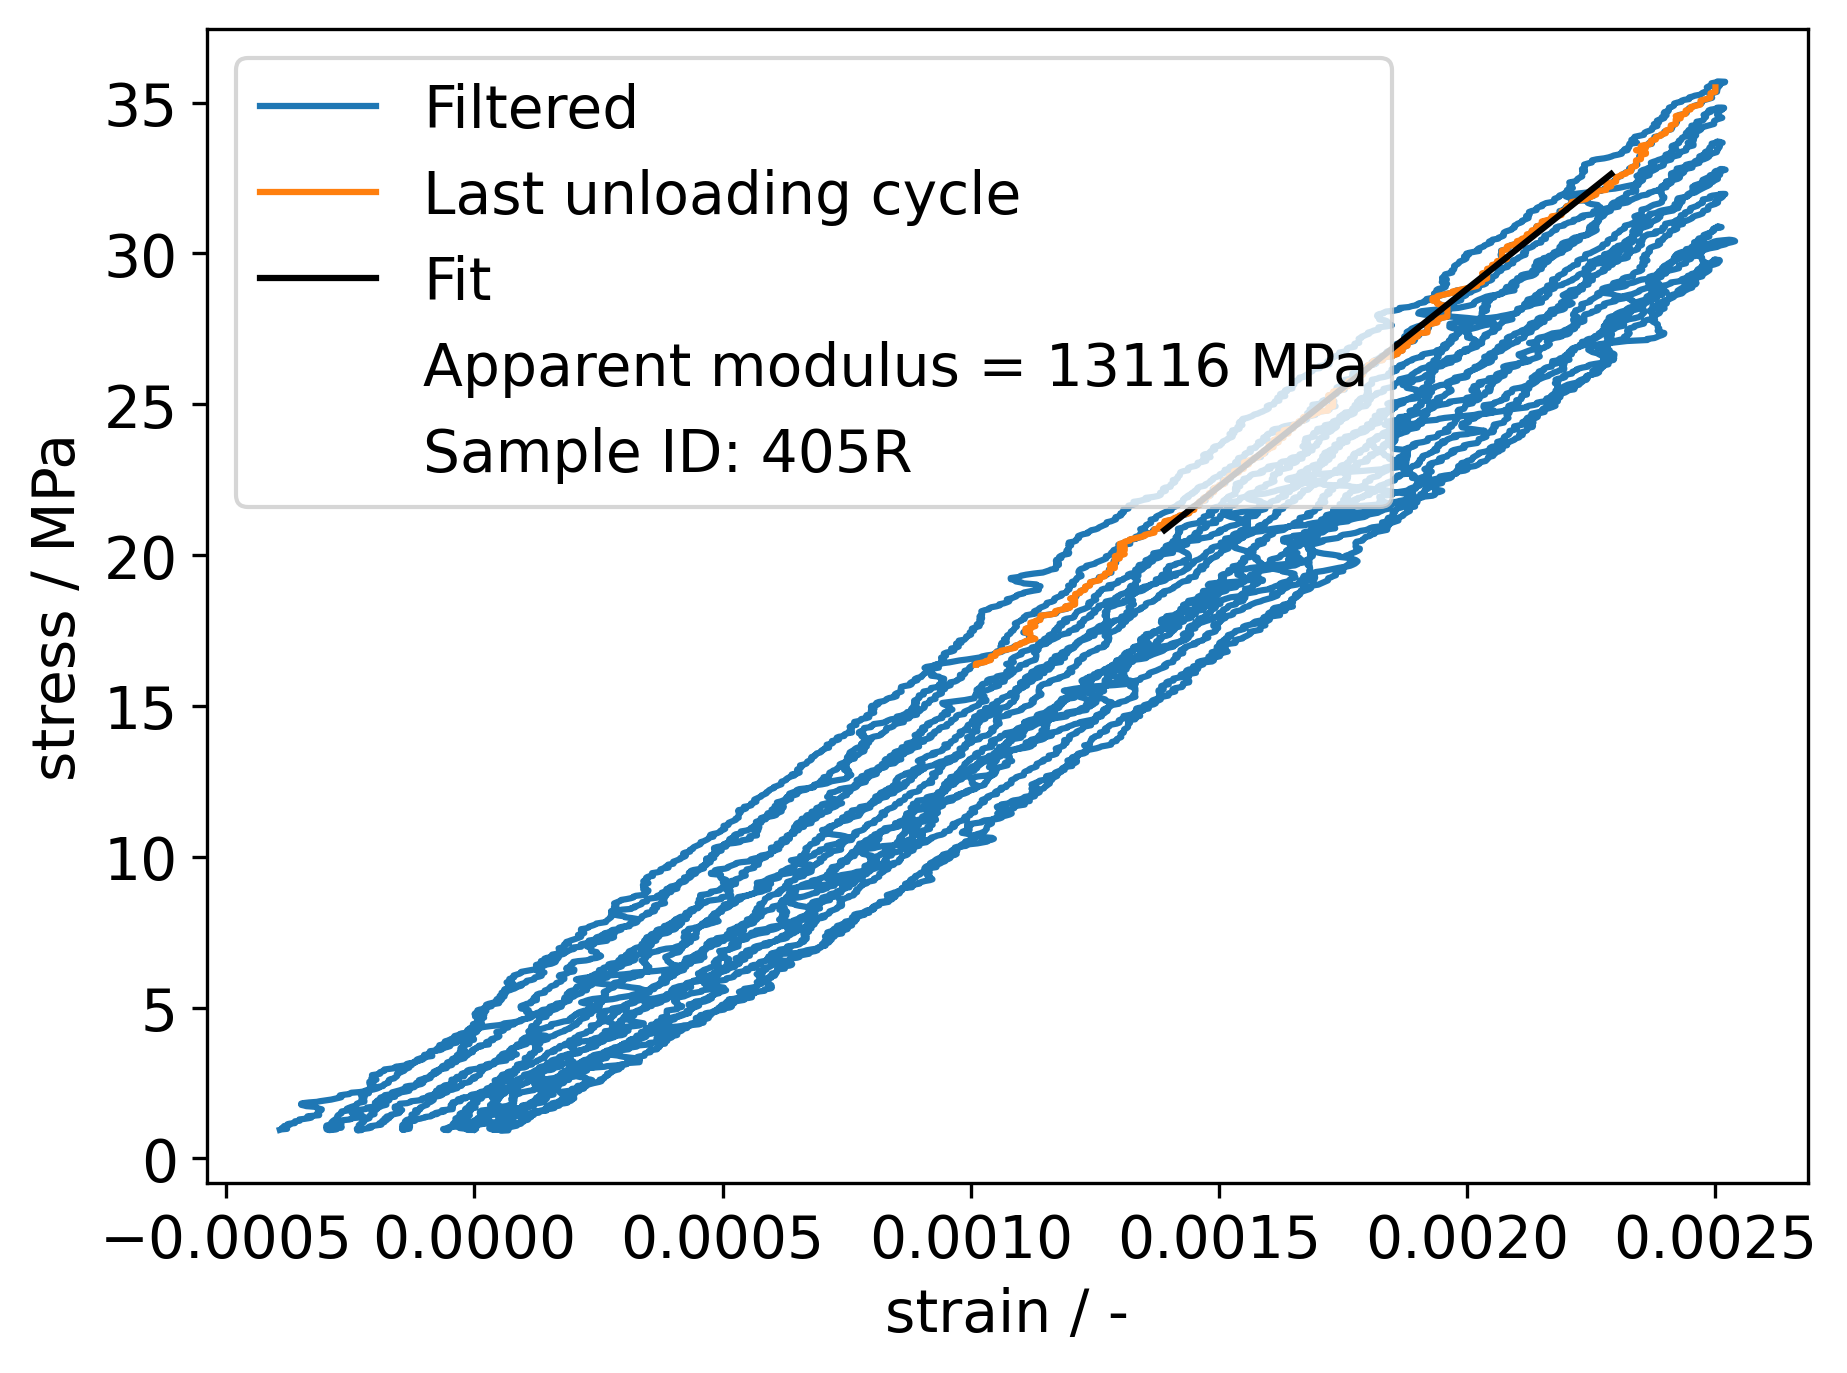 Filtered
Last unloading cycle
Fit
Apparent modulus = 13116 MPa
Sample ID: 405R
35
30
25
20
15
10
5
0
stress / MPa
−0.0005 0.0000 0.0005 0.0010 0.0015 0.0020 0.0025
strain / -